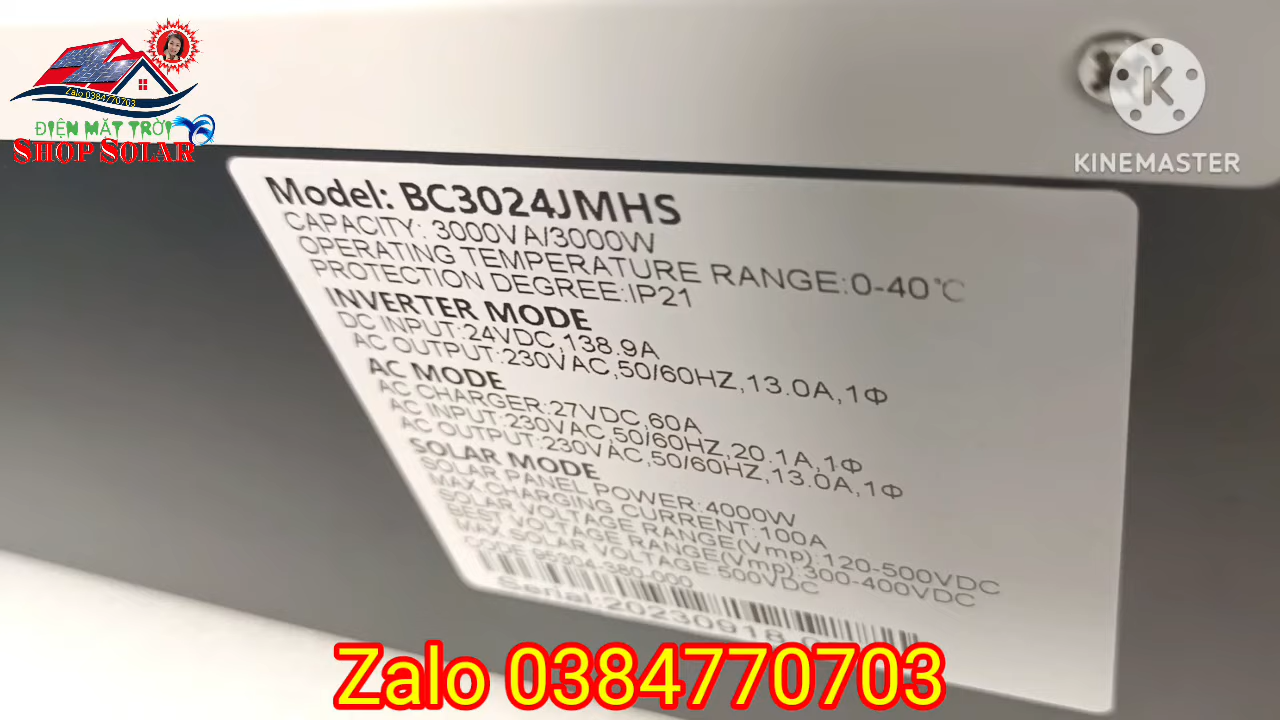 Zalo 0384770703
ĐIỆN MẶT TRỜI
SHOP SOLAR
KINEMASTER
Model: BC3024JMHS
CAPACITY: 3000VA/3000W
OPERATING TEMPERATURE RANGE:0-40℃
PROTECTION DEGREE:IP21
INVERTER MODE
DC INPUT:24VDC,138.9A
AC OUTPUT:230VAC,50/60HZ,13.0A,1Φ
AC MODE
AC CHARGER:27VDC,60A
AC INPUT:230VAC,50/60HZ,20.1A,1Φ
AC OUTPUT:230VAC,50/60HZ,13.0A,1Φ
SOLAR MODE
SOLAR PANEL POWER:4000W
MAX CHARGING CURRENT:100A
SOLAR VOLTAGE RANGE(Vmp):120-500VDC
BEST VOLTAGE RANGE(Vmp):300-400VDC
MAX.SOLAR VOLTAGE:500VDC
Serial:20230918
Zalo 0384770703